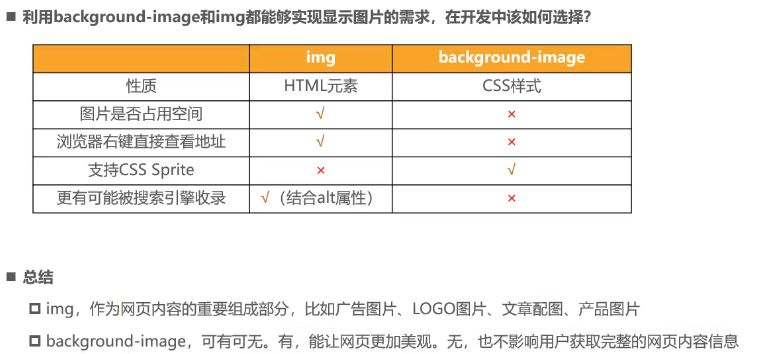 ■ 利用background-image和img都能够实现显示图片的需求，在开发中该如何选择？
img background-image
性质 HTML元素 CSS样式
图片是否占用空间 √ ×
浏览器右键直接查看地址 √ ×
支持CSS Sprite × √
更有可能被搜索引擎收录 √（结合alt属性） ×
■ 总结
img，作为网页内容的重要组成部分，比如广告图片、LOGO图片、文章配图、产品图片
background-image，可有可无。有，能让网页更加美观。无，也不影响用户获取完整的网页内容信息